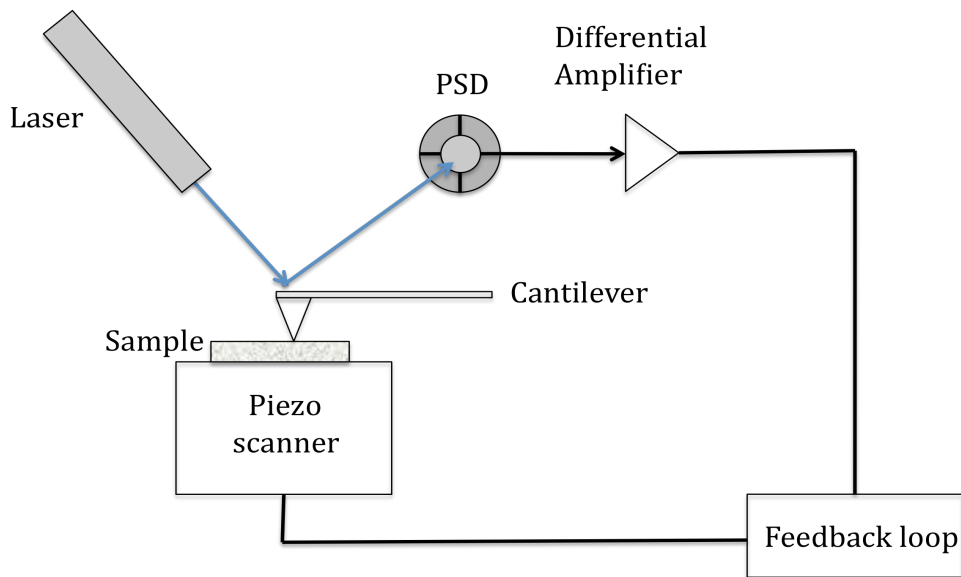 Differential
Amplifier
PSD
Laser
Cantilever
Sample
Piezo
scanner
Feedback loop